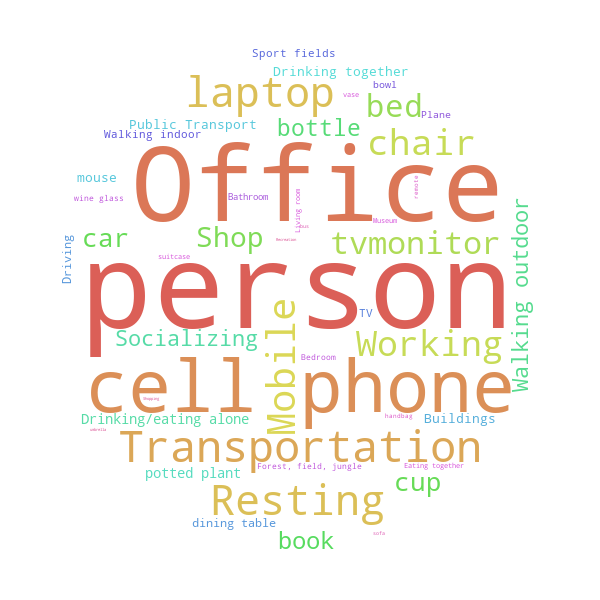 Sport fields
Drinking together
laptop
bowl
vase
bed
Plane
Public Transport
bottle
Walking indoor
chair
Office
mouse
wine glass
Bathroom
Living room
remote
Museum
car
Shop
Recreation
tvmonitor
Walking outdoor
Driving
suitcase
person
TV
Socializing
Mobile
Working
Bedroom
cell phone
Shopping
Drinking/eating alone
handbag
Buildings
umbrella
Transportation
potted plant
Forest, field, jungle
Eating together
Resting
cup
dining table
book
sofa